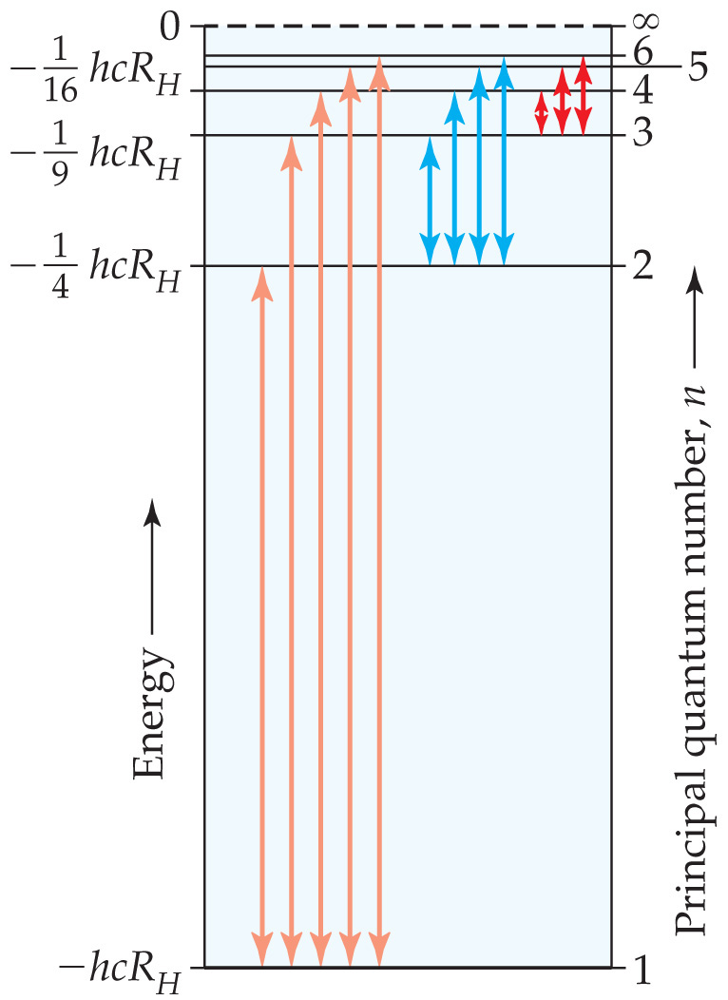 0
∞
6
5
−1/16 hcR_H
4
−1/9 hcR_H
3
−1/4 hcR_H
2
Energy
Principal quantum number, n
−hcR_H
1